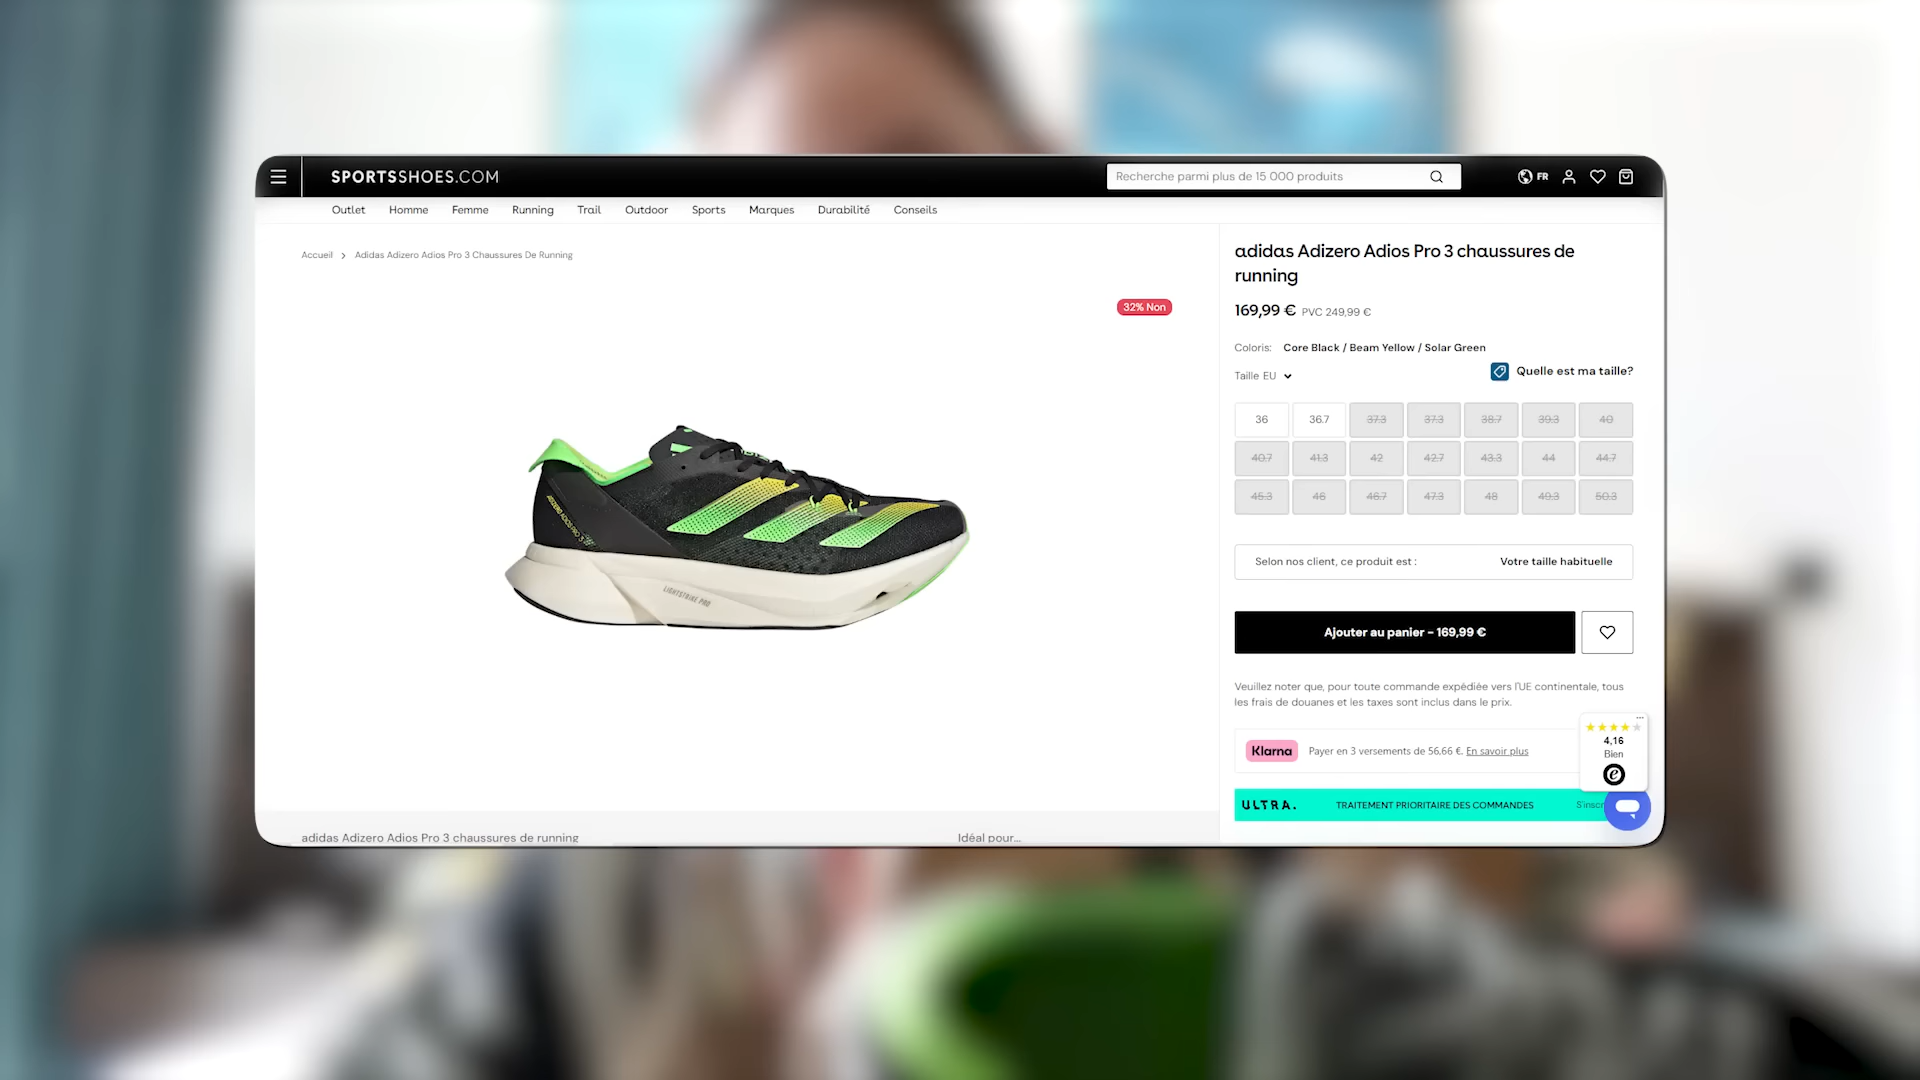 SPORTSSHOES.COM
Recherche parmi plus de 15 000 produits
FR
Outlet Homme Femme Running Trail Outdoor Sports Marques Durabilité Conseils
Accueil > Adidas Adizero Adios Pro 3 Chaussures De Running
32% Non
LIGHTSTRIKE PRO
adidas Adizero Adios Pro 3 chaussures de
running
169,99 € PVC 249,99 €
Coloris: Core Black / Beam Yellow / Solar Green
Taille EU
Quelle est ma taille?
36 36.7 37.3 37.3 38.7 39.3 40
40.7 41.3 42 42.7 43.3 44 44.7
45.3 46 46.7 47.3 48 49.3 50.3
Selon nos client, ce produit est : Votre taille habituelle
Ajouter au panier - 169,99 €
Veuillez noter que, pour toute commande expédiée vers l'UE continentale, tous
les frais de douanes et les taxes sont inclus dans le prix.
Klarna Payer en 3 versements de 56,66 €. En savoir plus
4,16
Bien
e
ULTRA. TRAITEMENT PRIORITAIRE DES COMMANDES S'inscr
adidas Adizero Adios Pro 3 chaussures de running
Idéal pour...